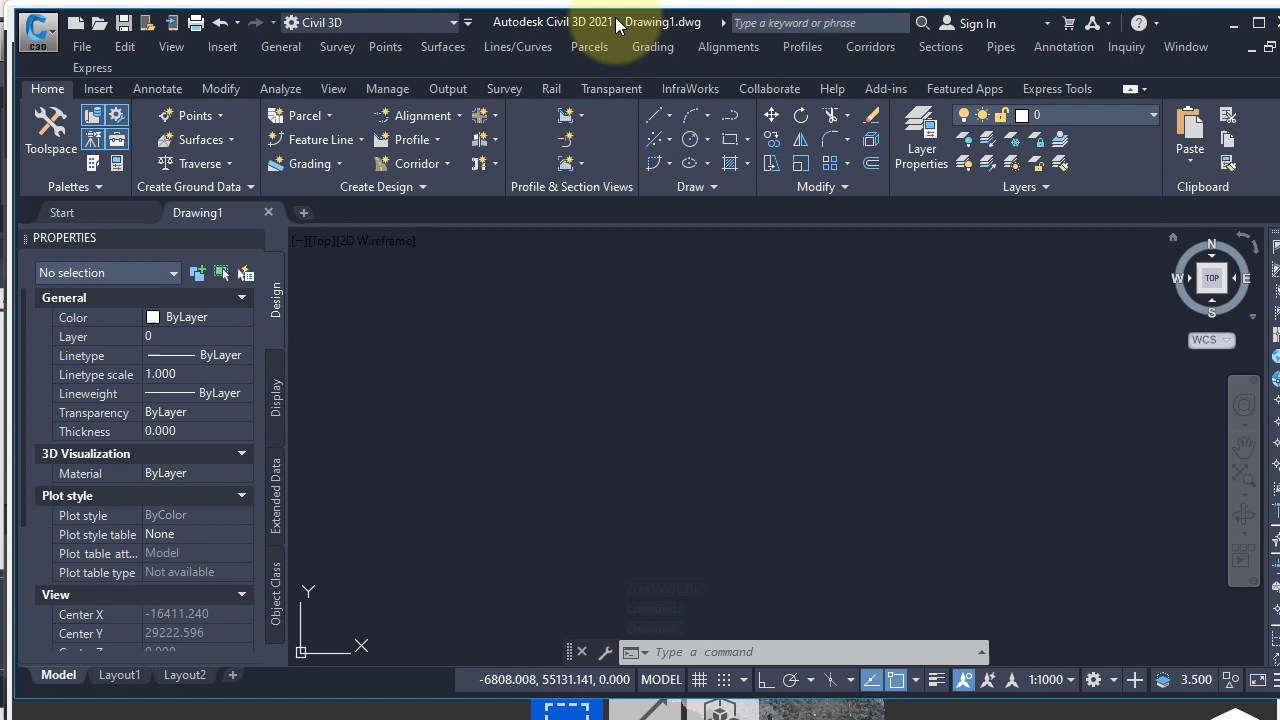 Civil 3D
Autodesk Civil 3D 2021 Drawing1.dwg
Type a keyword or phrase
Sign In
C3D
File Edit View Insert General Survey Points Surfaces Lines/Curves Parcels Grading Alignments Profiles Corridors Sections Pipes Annotation Inquiry Window
Express
Home Insert Annotate Modify Analyze View Manage Output Survey Rail Transparent InfraWorks Collaborate Help Add-ins Featured Apps Express Tools
Points Parcel Alignment 0
Toolspace Surfaces Feature Line Profile Layer Properties Paste
Traverse Grading Corridor
Palettes Create Ground Data Create Design Profile & Section Views Draw Modify Layers Clipboard
Start Drawing1
PROPERTIES
[−][Top][2D Wireframe]
No selection
General
Color ByLayer
Layer 0
Linetype ByLayer
Linetype scale 1.000
Lineweight ByLayer
Transparency ByLayer
Thickness 0.000
3D Visualization
Material ByLayer
Plot style
Plot style ByColor
Plot style table None
Plot table att... Model
Plot table type Not available
View
Center X -16411.240
Center Y 29222.596
Design
Display
Extended Data
Object Class
N
W TOP E
S
WCS
Y
X
Command:
Command:
Type a command
Model Layout1 Layout2
-6808.008, 55131.141, 0.000 MODEL 1:1000 3.500